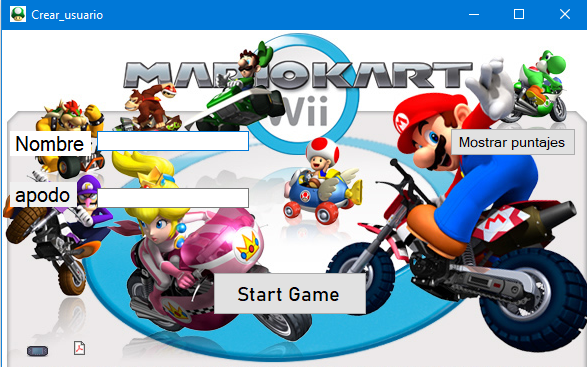 Crear_usuario
MARIOKART
Wii
Nombre
Mostrar puntajes
apodo
Start Game